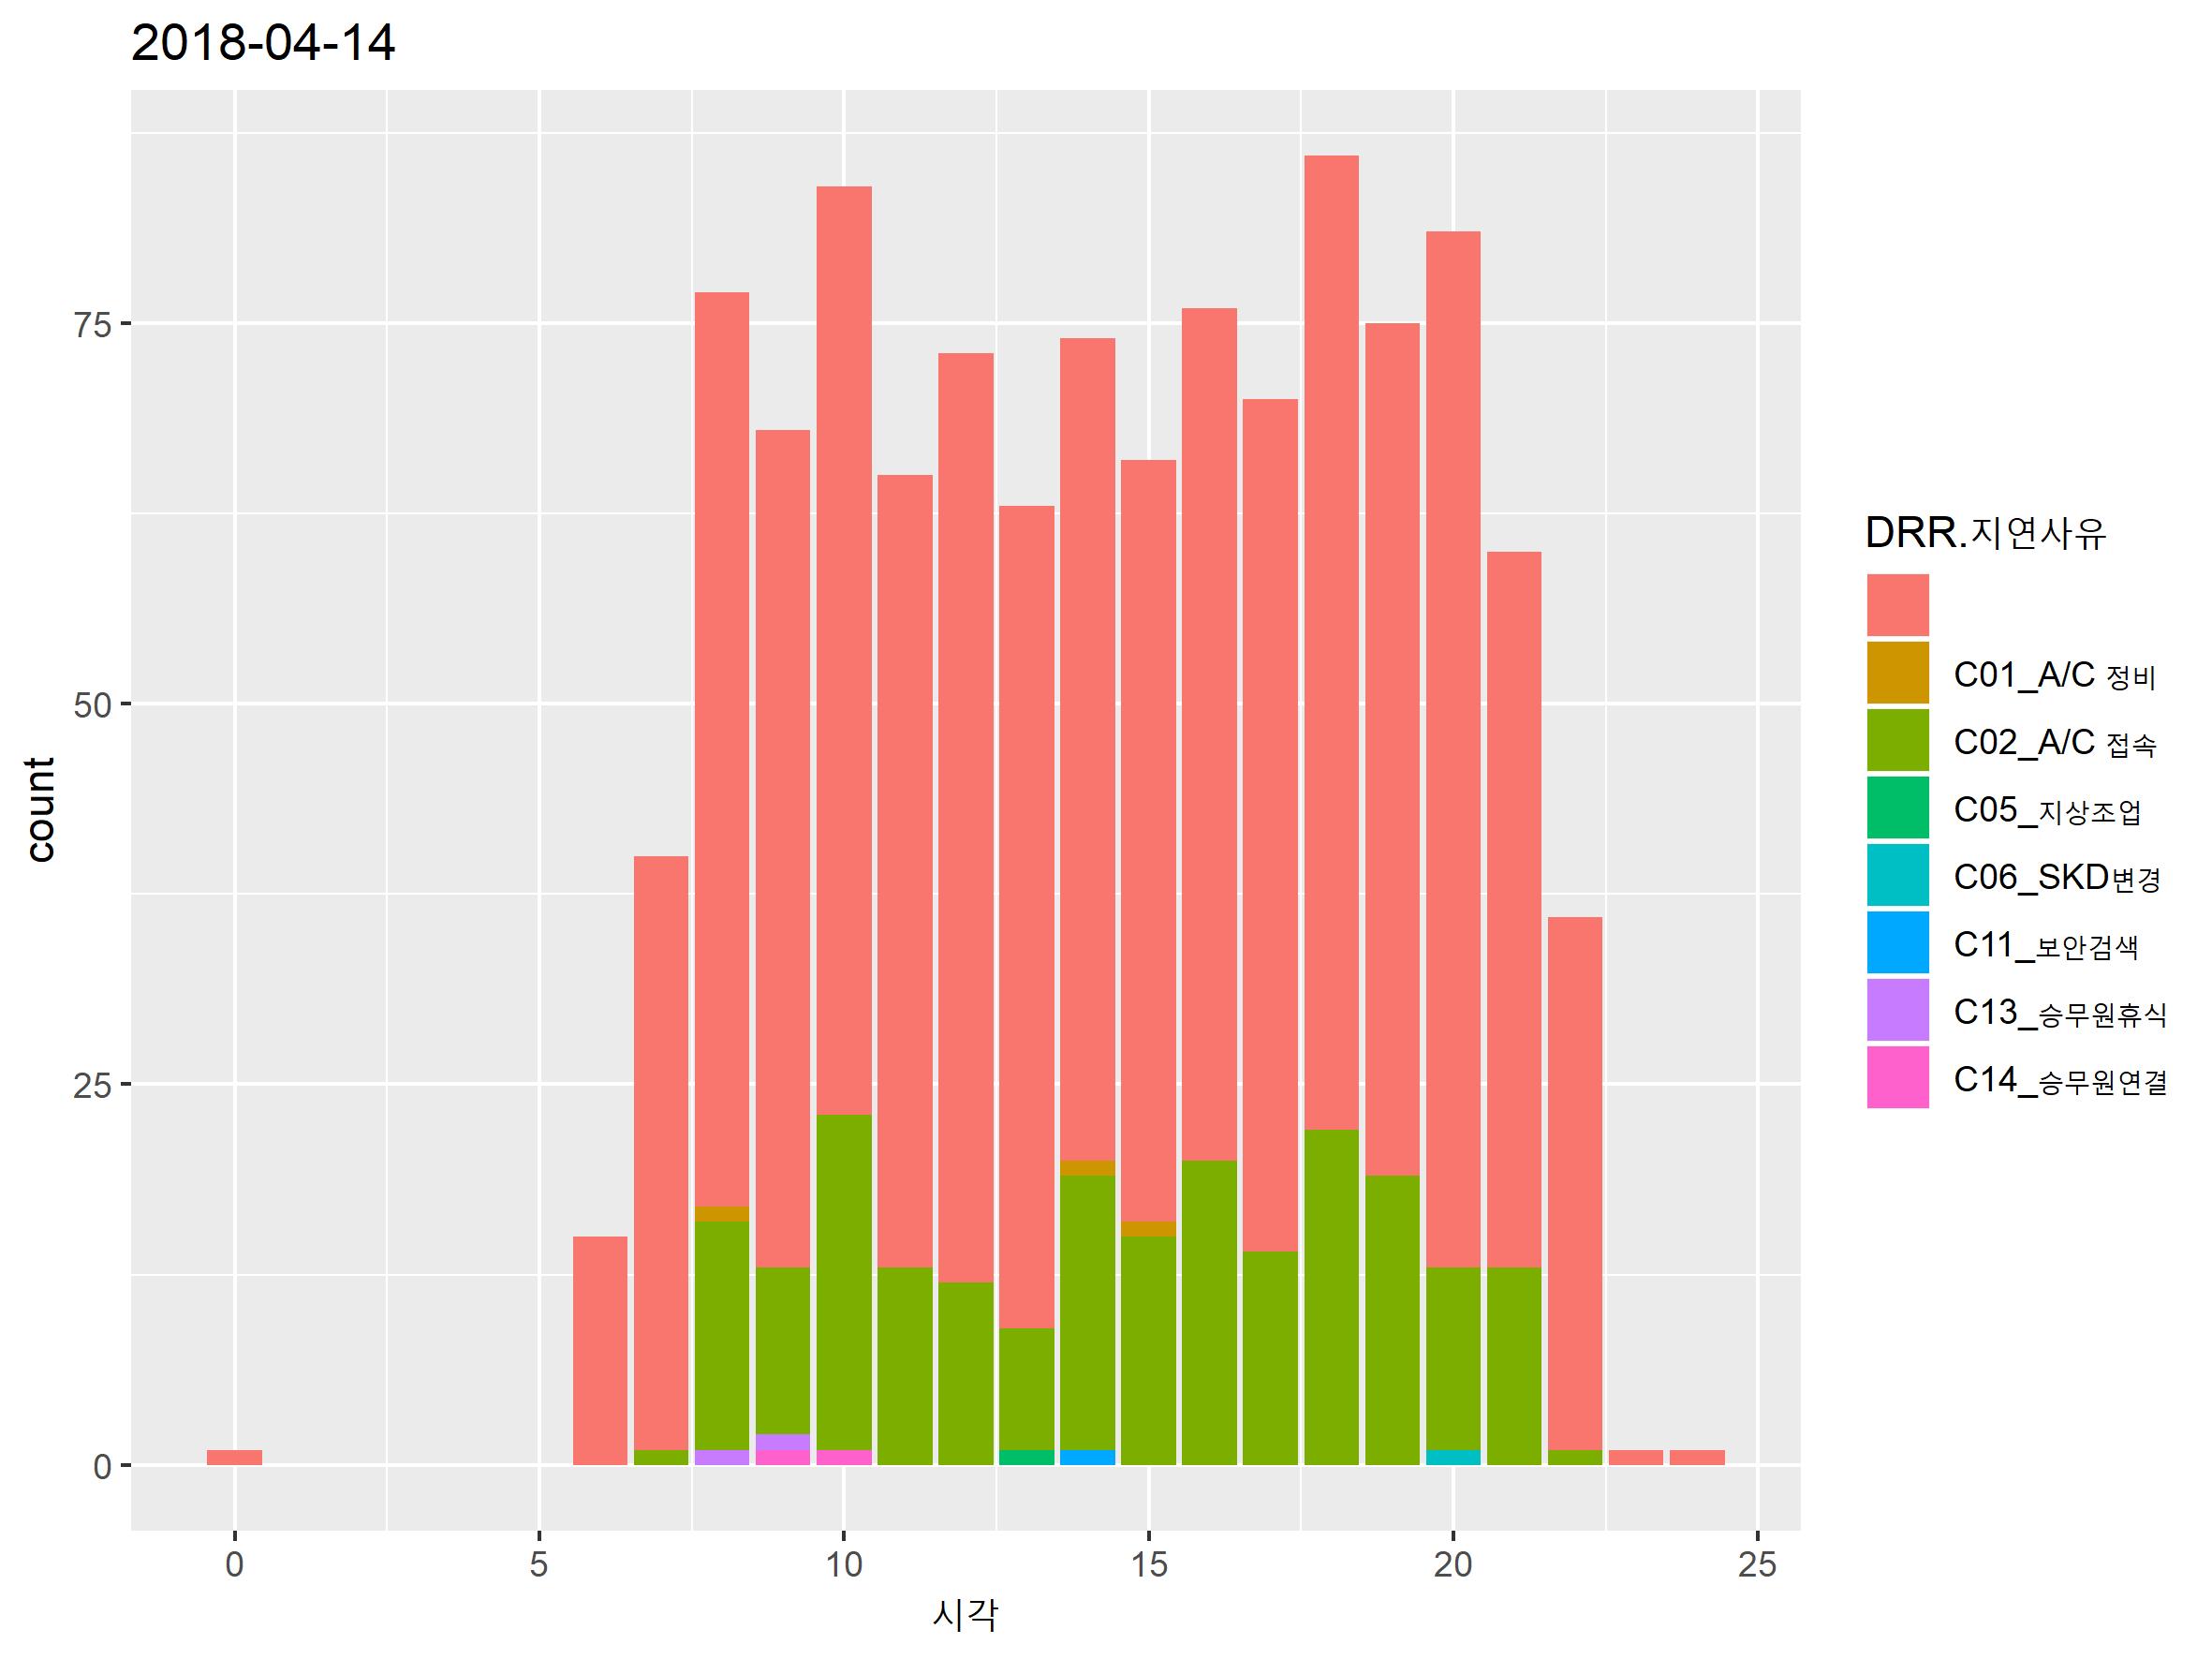 2018-04-14
count
75
50
25
0
0 5 10 15 20 25
시각
DRR.지연사유
C01_A/C 정비
C02_A/C 접속
C05_지상조업
C06_SKD변경
C11_보안검색
C13_승무원휴식
C14_승무원연결